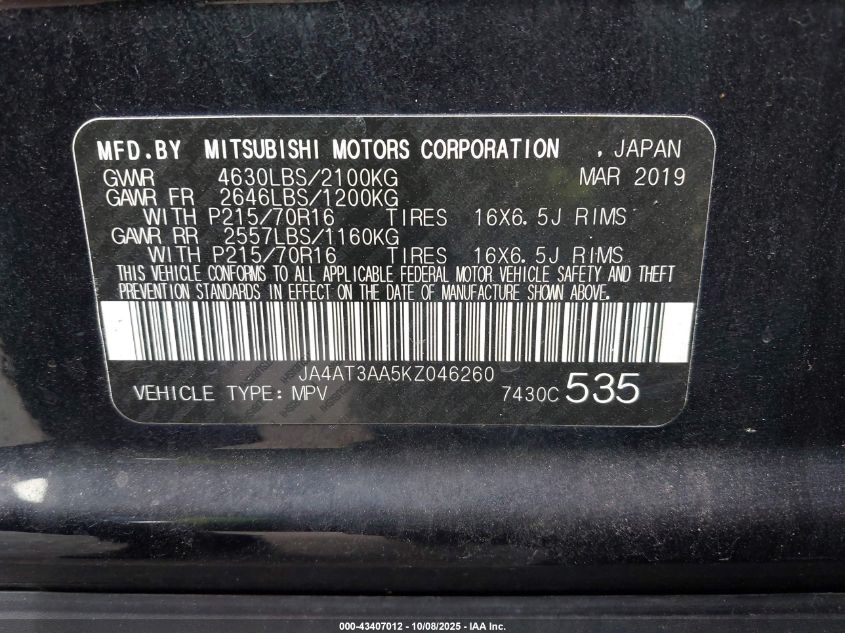 MFD.BY MITSUBISHI MOTORS CORPORATION , JAPAN
GVWR 4630LBS/2100KG MAR 2019
GAWR FR 2646LBS/1200KG
WITH P215/70R16 TIRES 16X6.5J RIMS
GAWR RR 2557LBS/1160KG
WITH P215/70R16 TIRES 16X6.5J RIMS
THIS VEHICLE CONFORMS TO ALL APPLICABLE FEDERAL MOTOR VEHICLE SAFETY AND THEFT
PREVENTION STANDARDS IN EFFECT ON THE DATE OF MANUFACTURE SHOWN ABOVE.
JA4AT3AA5KZ046260
VEHICLE TYPE: MPV 7430C 535
000-43407012 - 10/08/2025 - IAA Inc.